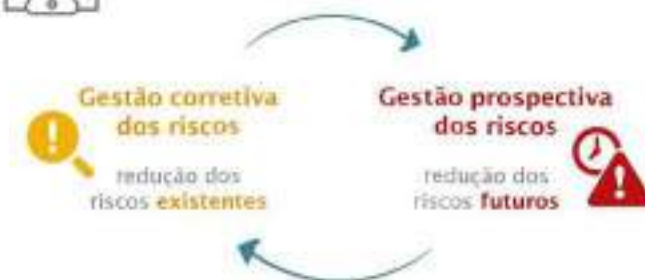 Gestão corretiva
dos riscos
redução dos
riscos existentes
Gestão prospectiva
dos riscos
redução dos
riscos futuros